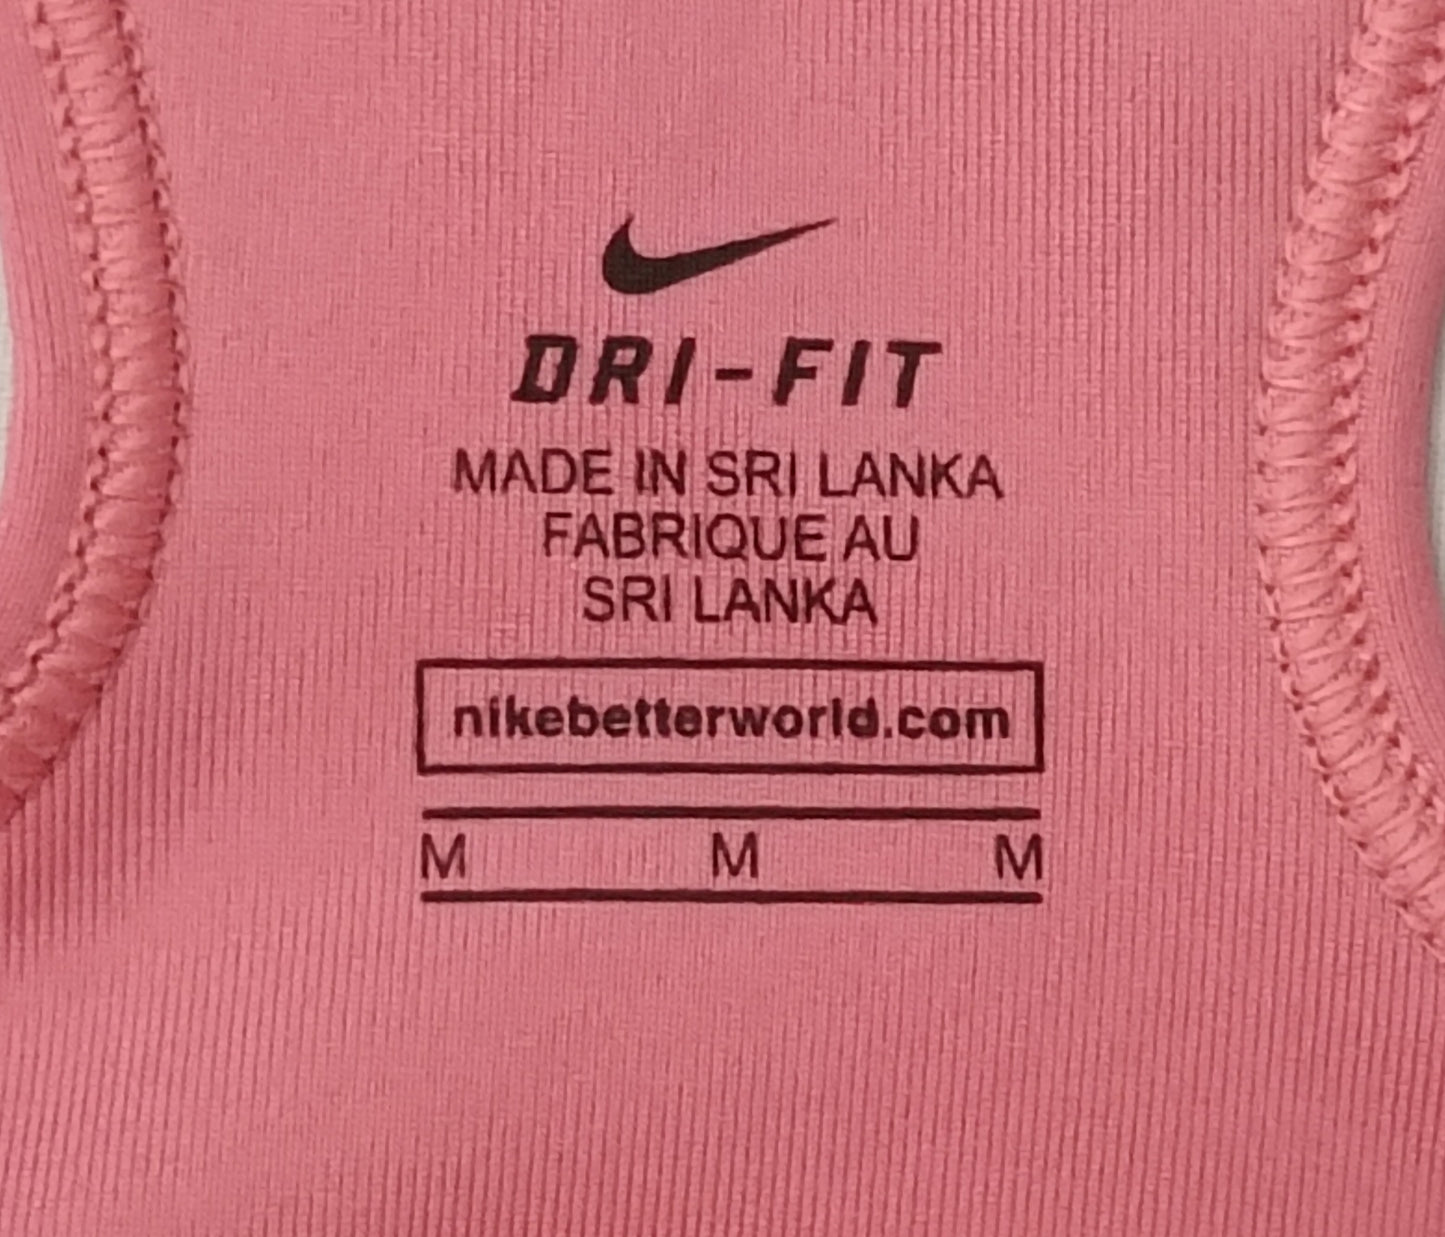 DRI-FIT
MADE IN SRI LANKA
FABRIQUE AU
SRI LANKA
nikebetterworld.com
M M M